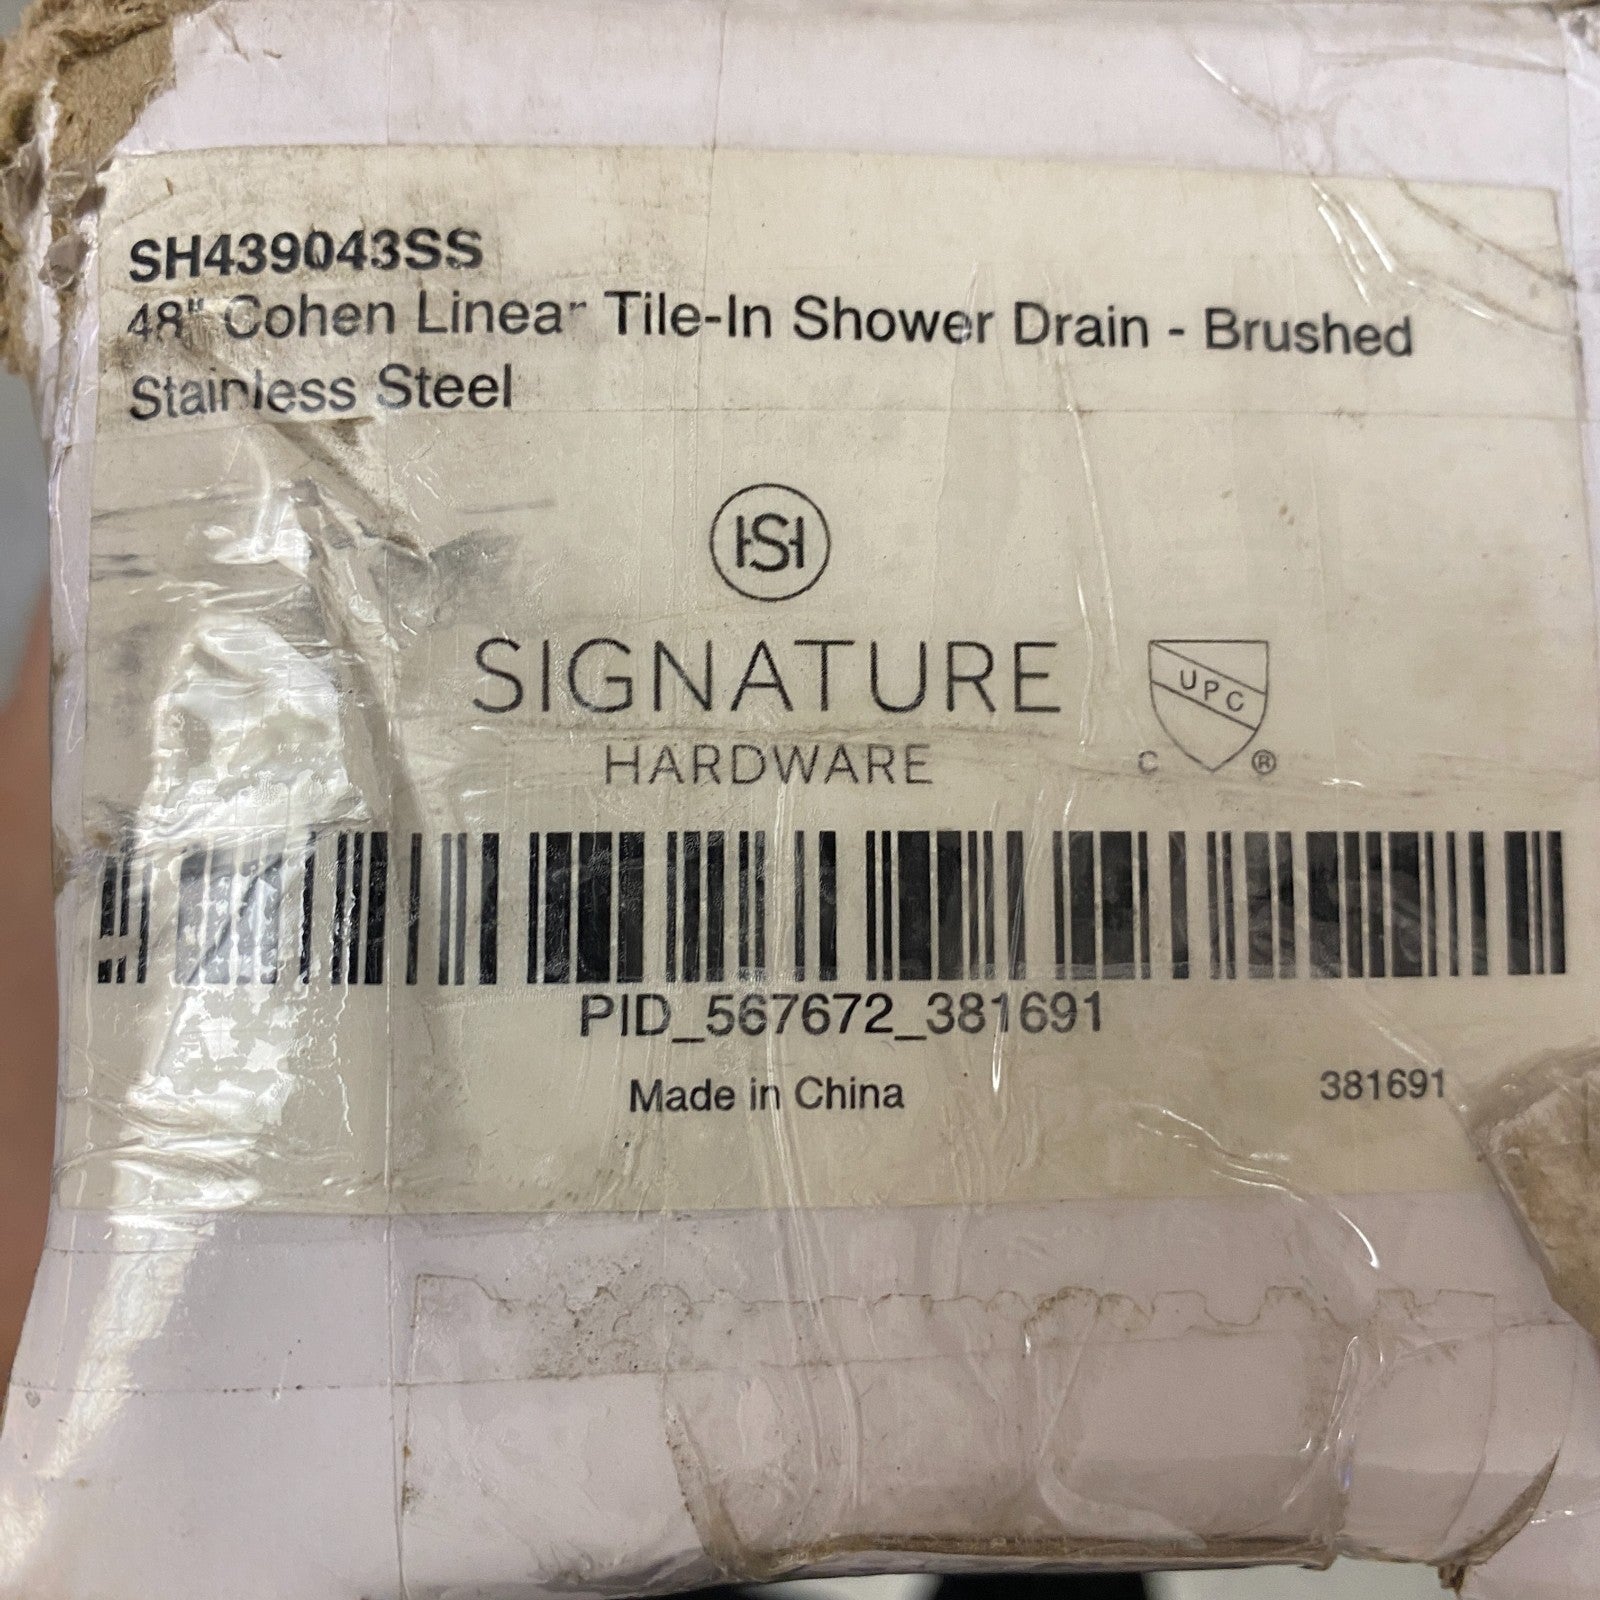 SH439043SS
48" Cohen Linear Tile-In Shower Drain - Brushed
Stainless Steel
HS
SIGNATURE
HARDWARE
UPC
C ®
PID_567672_381691
Made in China
381691